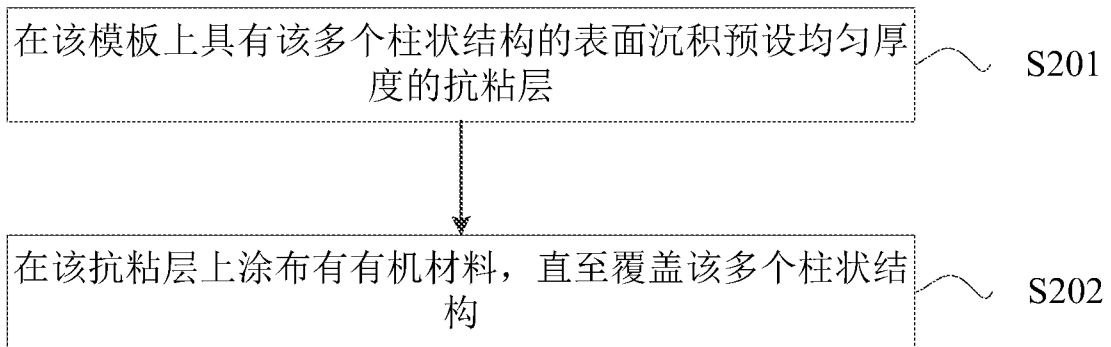 在该模板上具有该多个柱状结构的表面沉积预设均匀厚
度的抗粘层
S201
在该抗粘层上涂布有有机材料，直至覆盖该多个柱状结
构
S202